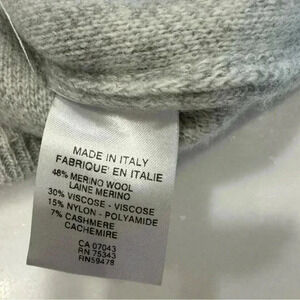 MADE IN ITALY
FABRIQUE' EN ITALIE
48% MERINO WOOL
LAINE MERINO
30% VISCOSE - VISCOSE
15% NYLON - POLYAMIDE
7% CASHMERE
CACHEMIRE
CA 07043
RN 75343
RN59478